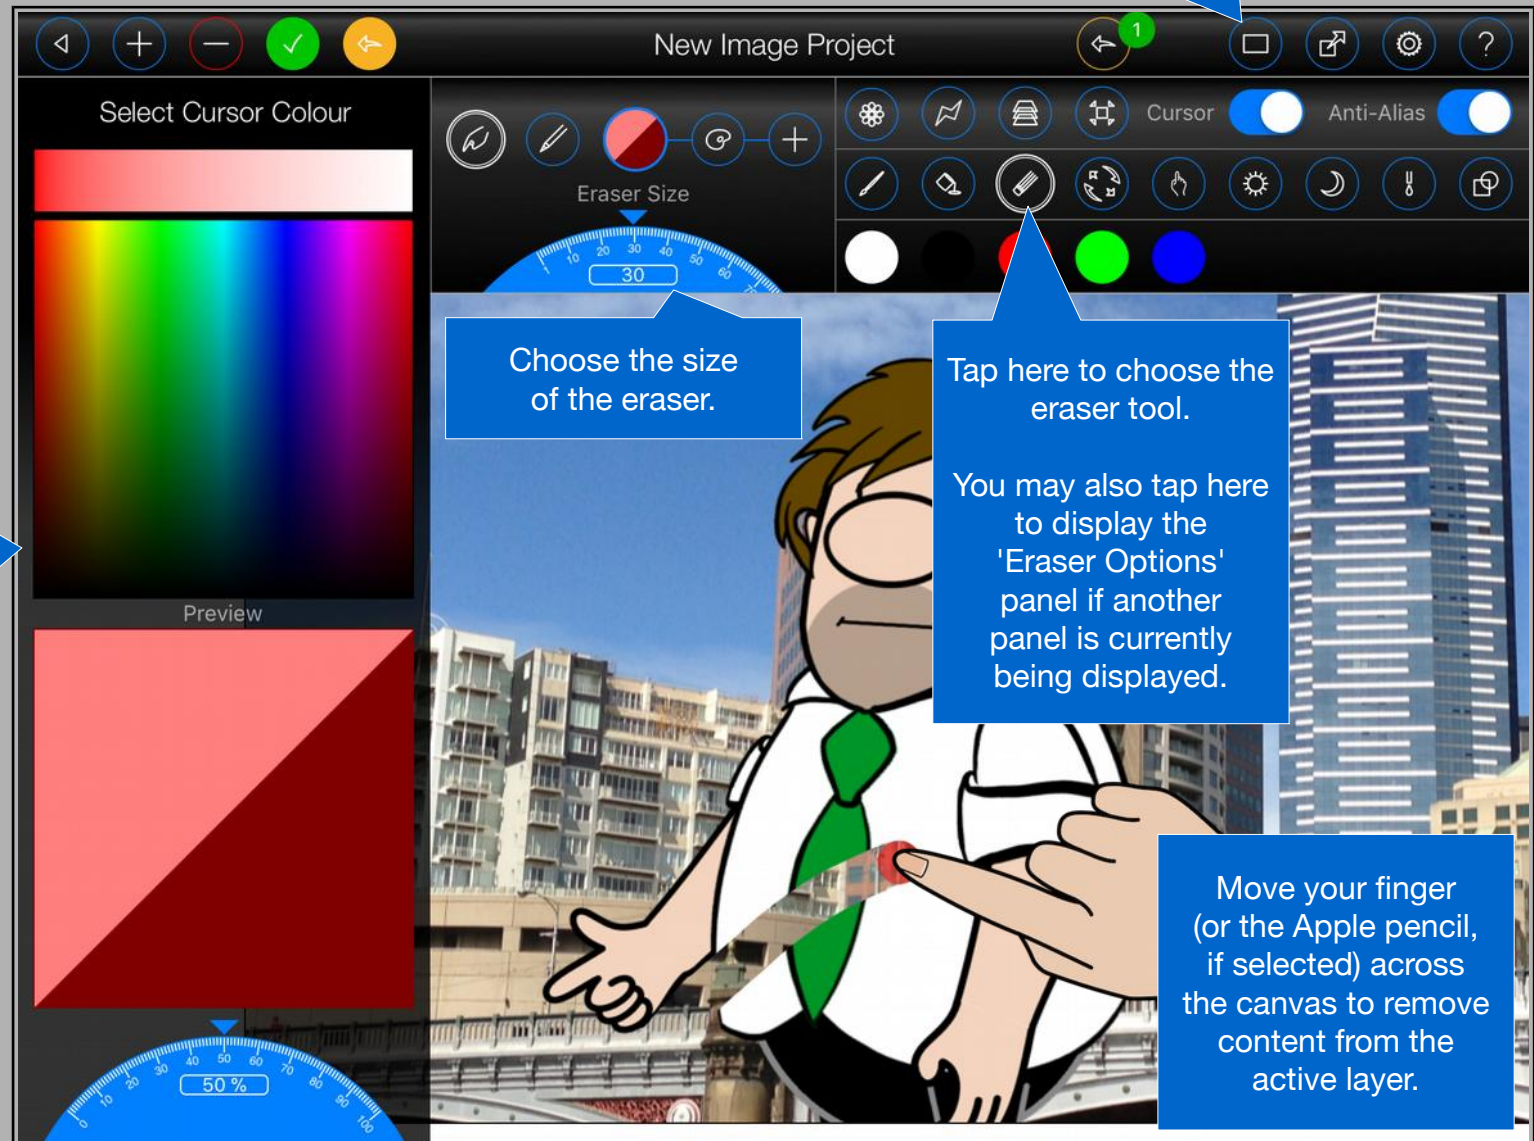 New Image Project
1
?
Select Cursor Colour
Cursor
Anti-Alias
Eraser Size
1 10 20 30 40 50 60 70
30
Choose the size
of the eraser.
Tap here to choose the
eraser tool.
You may also tap here
to display the
'Eraser Options'
panel if another
panel is currently
being displayed.
Preview
Move your finger
(or the Apple pencil,
if selected) across
the canvas to remove
content from the
active layer.
0 10 20 30 40 50 60 70 80 90 100
50 %